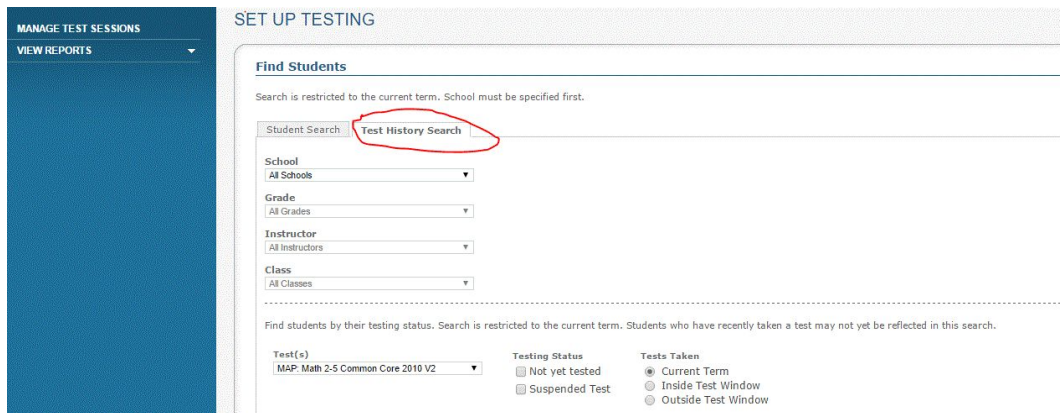 MANAGE TEST SESSIONS
VIEW REPORTS
SET UP TESTING
Find Students
Search is restricted to the current term. School must be specified first.
Student Search Test History Search
School
All Schools
Grade
All Grades
Instructor
All Instructors
Class
All Classes
Find students by their testing status. Search is restricted to the current term. Students who have recently taken a test may not yet be reflected in this search.
Test(s) Testing Status Tests Taken
MAP: Math 2-5 Common Core 2010 V2 Not yet tested Current Term
Suspended Test Inside Test Window
Outside Test Window